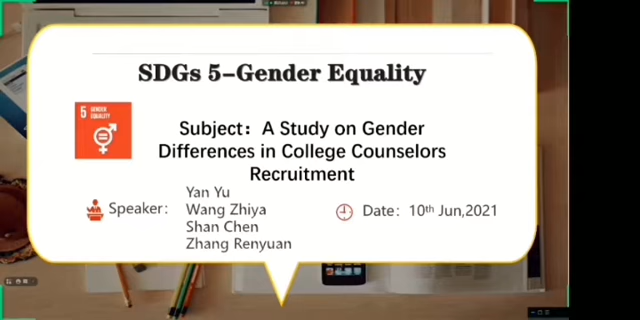 SDGs 5-Gender Equality
5 GENDER
EQUALITY
Subject: A Study on Gender
Differences in College Counselors
Recruitment
Speaker:
Yan Yu
Wang Zhiya
Shan Chen
Zhang Renyuan
Date: 10th Jun,2021